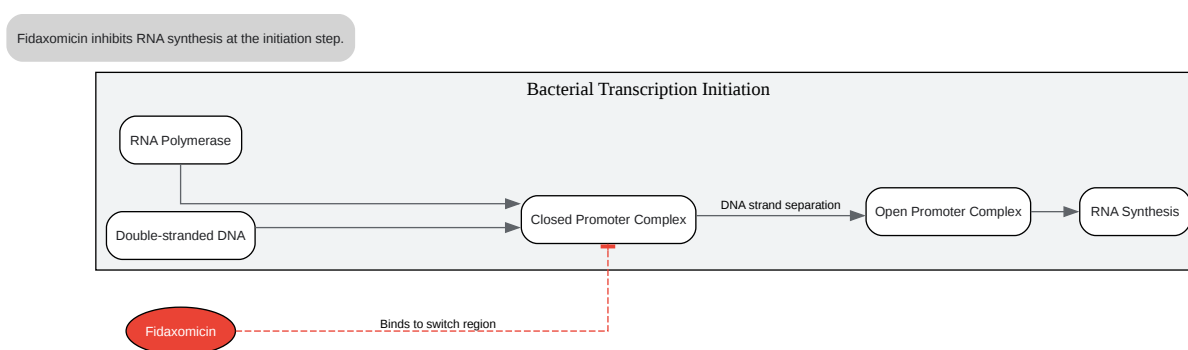 Fidaxomicin inhibits RNA synthesis at the initiation step.
Bacterial Transcription Initiation
RNA Polymerase
Double-stranded DNA
Closed Promoter Complex
DNA strand separation
Open Promoter Complex
RNA Synthesis
Fidaxomicin
Binds to switch region